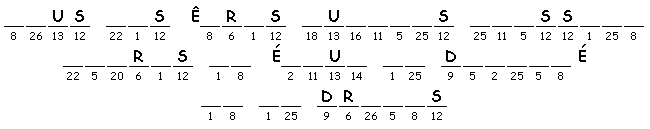 U S S Ê R S U S S S
8 26 13 12 22 1 12 8 6 1 12 18 13 16 11 5 25 12 25 11 5 12 12 1 25 8
R S É U D É
22 5 20 6 1 12 1 8 2 11 13 14 1 25 9 5 2 25 5 8
D R S
1 8 1 25 9 6 26 5 8 12